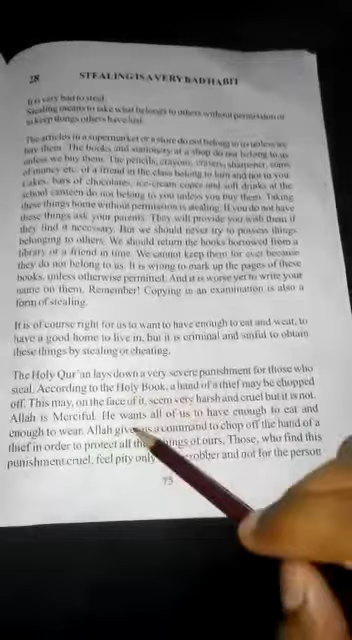 28
STEALING IS A VERY BAD HABIT
It is very bad to steal.
Stealing means to take what belongs to others without permission or
to keep things others have lost.
The articles in a supermarket or a store do not belong to us unless we
buy them. The books and stationery at a shop do not belong to us
unless we buy them. The pencils, crayons, erasers, sharpener, sums
of money etc. of a friend in the class belong to him and not to you.
Cakes, bars of chocolates, ice-cream cones and soft drinks at the
school canteen do not belong to you unless you buy them. Taking
these things home without permission is stealing. If you do not have
these things ask your parents. They will provide you with them if
they find it necessary. But we should never try to possess things
belonging to others. We should return the books borrowed from a
library or a friend in time. We cannot keep them for ever because
they do not belong to us. It is wrong to mark up the pages of these
books, unless otherwise permitted. And it is worse yet to write your
name on them. Remember! Copying in an examination is also a
form of stealing.
It is of course right for us to want to have enough to eat and wear, to
have a good home to live in, but it is criminal and sinful to obtain
these things by stealing or cheating.
The Holy Qur'an lays down a very severe punishment for those who
steal. According to the Holy Book, a hand of a thief may be chopped
off. This may, on the face of it, seem very harsh and cruel but it is not.
Allah is Merciful. He wants all of us to have enough to eat and
enough to wear. Allah us a command to chop off the hand of a
thief in order to protect all of ours. Those, who find this
punishment cruel, feel pity only robber and not for the person
75